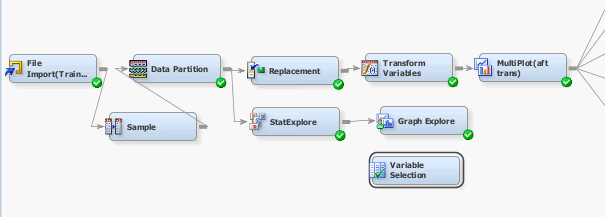 File
Import(Train...
Data Partition
Replacement
Transform
Variables
MultiPlot(aft
trans)
Sample
StatExplore
Graph Explore
Variable
Selection